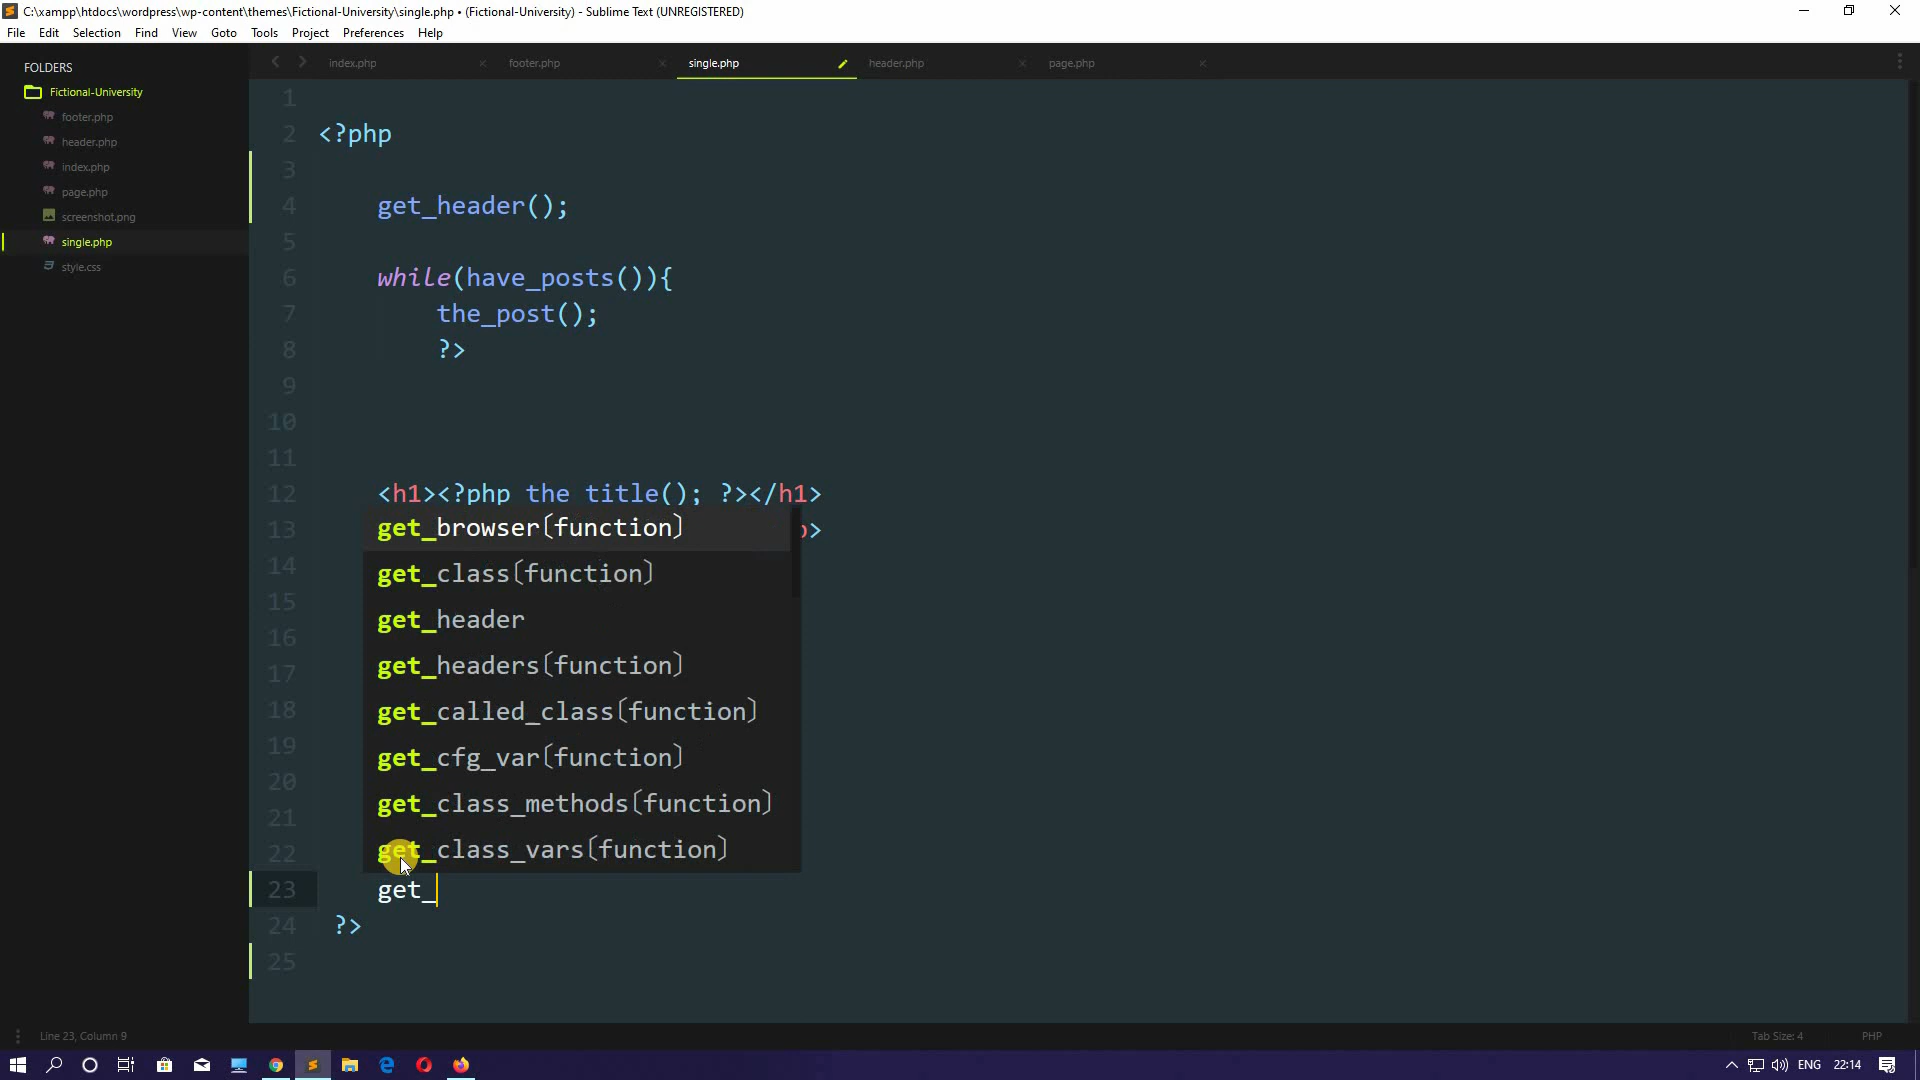 C:\xampp\htdocs\wordpress\wp-content\themes\Fictional-University\single.php • (Fictional-University) - Sublime Text (UNREGISTERED)
File Edit Selection Find View Goto Tools Project Preferences Help
FOLDERS
Fictional-University
footer.php
header.php
index.php
page.php
screenshot.png
single.php
style.css
index.php footer.php single.php header.php page.php
1
2 <?php
3
4 get_header();
5
6 while(have_posts()){
7 the_post();
8 ?>
9
10
11
12 <h1><?php the title(); ?></h1>
13 >
14
15
16
17
18
19
20
21
22
23 get_
24 ?>
25
get_browser(function)
get_class(function)
get_header
get_headers(function)
get_called_class(function)
get_cfg_var(function)
get_class_methods(function)
get_class_vars(function)
Line 23, Column 9
Tab Size: 4 PHP
ENG 22:14